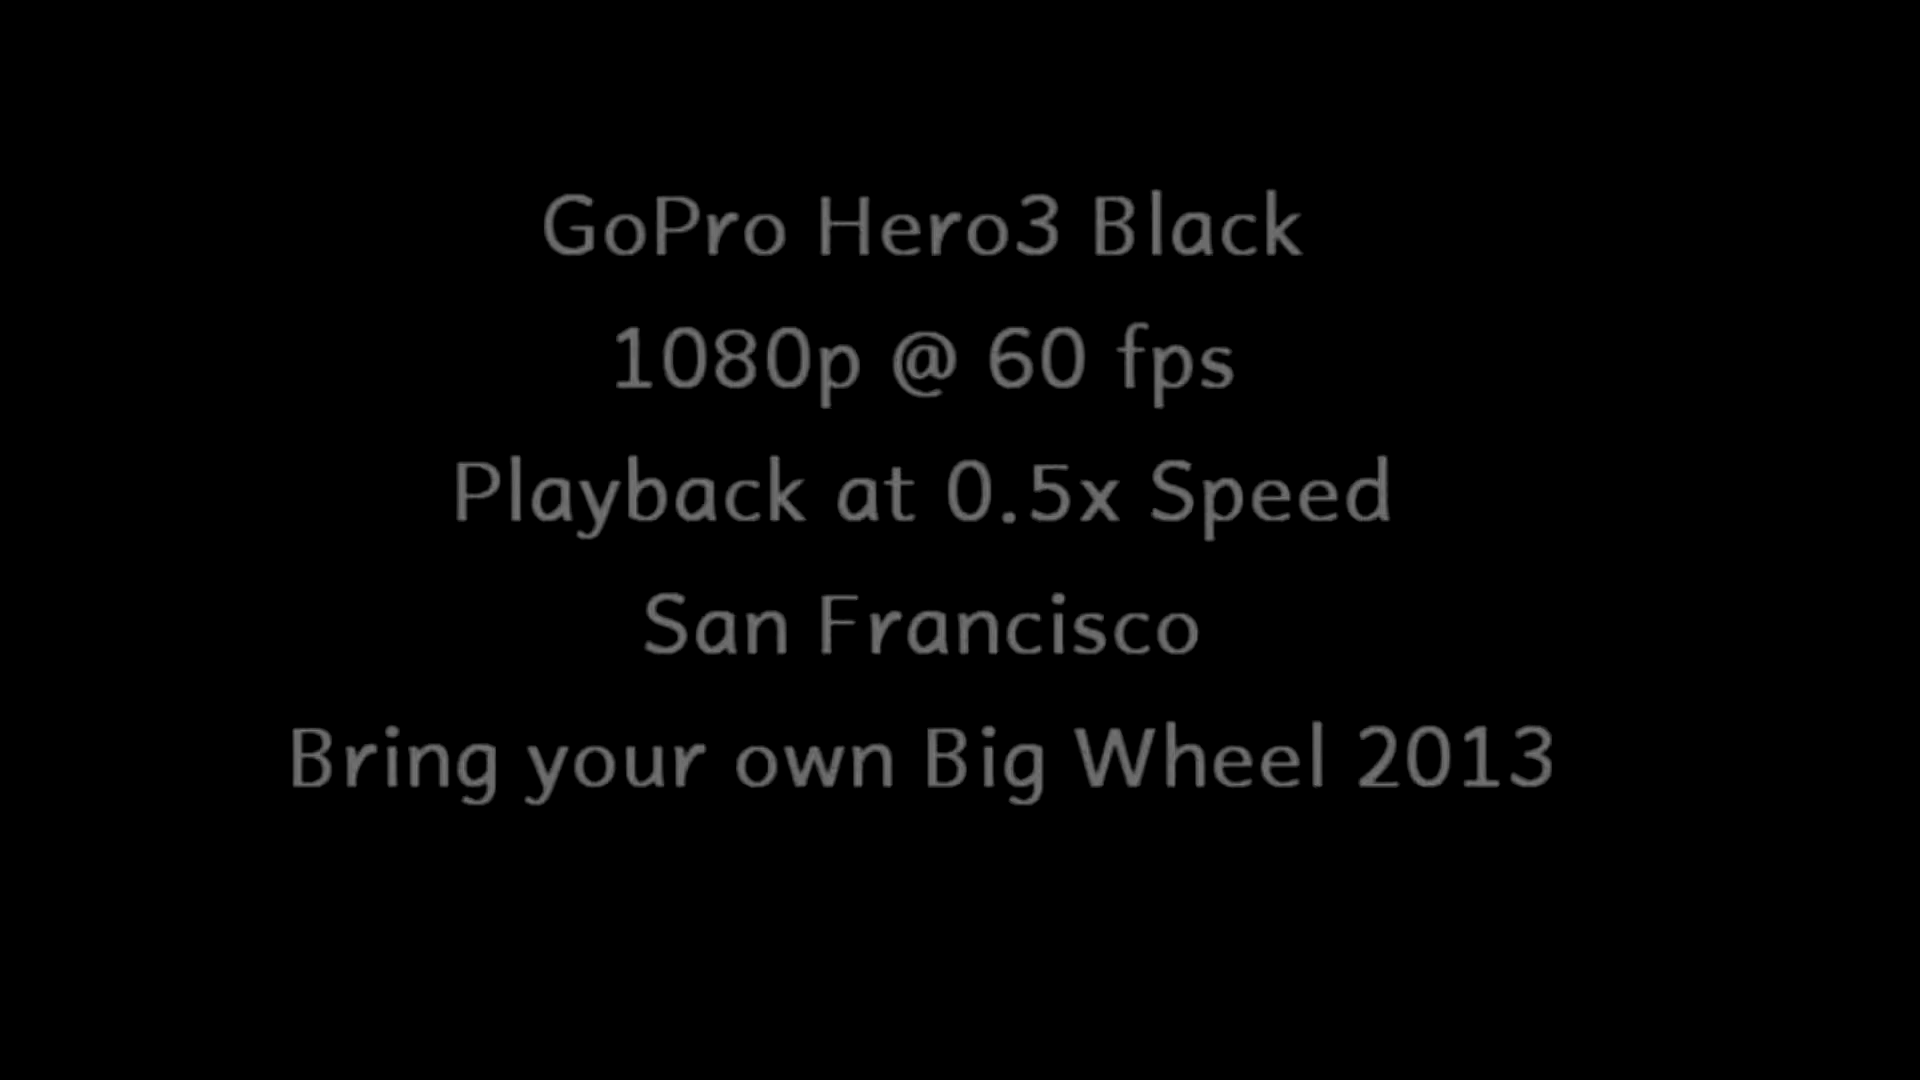 GoPro Hero3 Black
1080p @ 60 fps
Playback at 0.5x Speed
San Francisco
Bring your own Big Wheel 2013